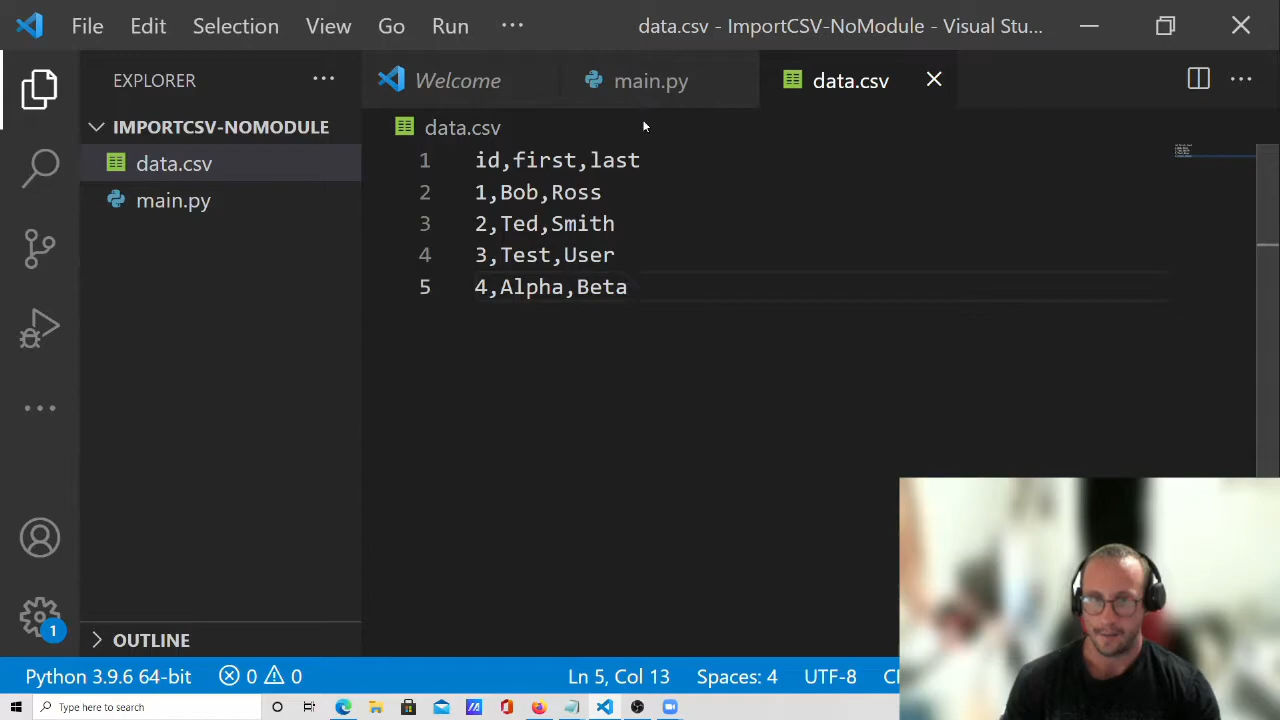 File Edit Selection View Go Run ··· data.csv - ImportCSV-NoModule - Visual Stu...
EXPLORER ···
Welcome main.py data.csv
IMPORTCSV-NOMODULE
data.csv
main.py
data.csv
1 id,first,last
2 1,Bob,Ross
3 2,Ted,Smith
4 3,Test,User
5 4,Alpha,Beta
1
OUTLINE
Python 3.9.6 64-bit 0 0 Ln 5, Col 13 Spaces: 4 UTF-8
Type here to search